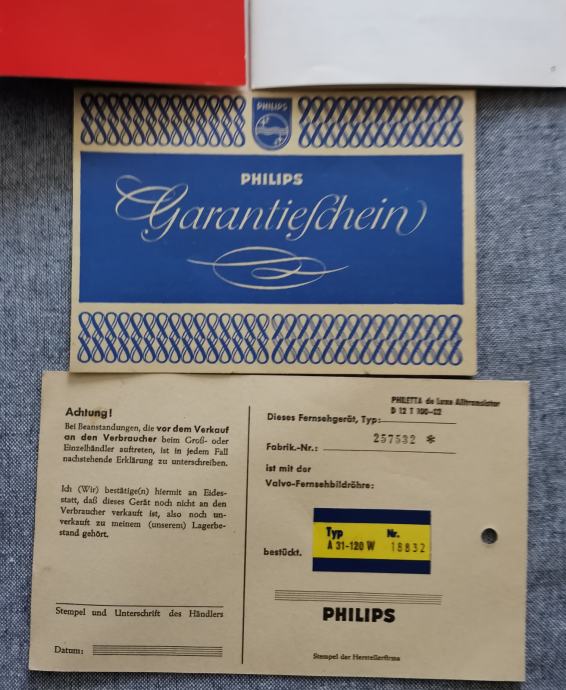 PHILIPS
PHILIPS
Garantieschein
Achtung!
Bei Beanstandungen, die vor dem Verkauf
an den Verbraucher beim Groß- oder
Einzelhändler auftreten, ist in jedem Fall
nachstehende Erklärung zu unterschreiben.
Ich (Wir) bestätige(n) hiermit an Eides-
statt, daß dieses Gerät noch nicht an den
Verbraucher verkauft ist, also noch un-
verkauft zu meinem (unserem) Lagerbe-
stand gehört.
Stempel und Unterschrift des Händlers
Datum:
PHILETTA de Luxe Alltransistor
D 12 T 100-02
Dieses Fernsehgerät, Typ:
257532 *
Fabrik.-Nr.:
ist mit der
Valvo-Fernsehbildröhre:
Typ Nr.
A 31-120 W 18832
bestückt.
PHILIPS
Stempel der Herstellerfirma